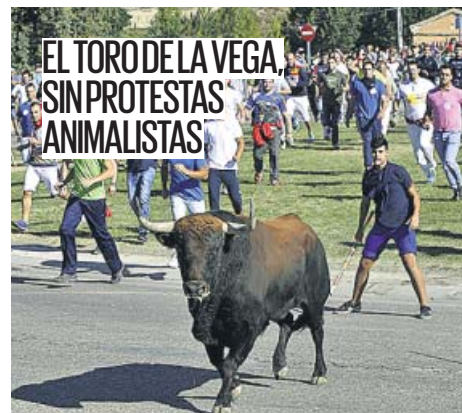 EL TORO DE LA VEGA,
SIN PROTESTAS
ANIMALISTAS